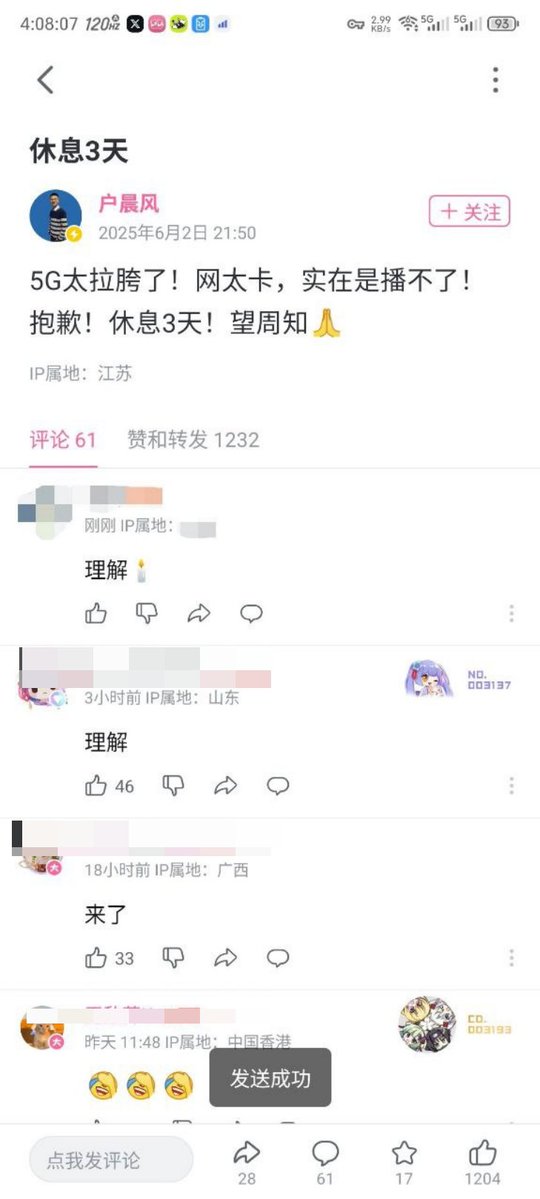 4:08:07 120HZ 2.99 KB/s 6 5G 5G 93
休息3天
户晨风
2025年6月2日 21:50
＋ 关注
5G太拉胯了！网太卡，实在是播不了！
抱歉！休息3天！望周知🙏
IP属地：江苏
评论 61 赞和转发 1232
刚刚 IP属地：
理解🕯️
3小时前 IP属地：山东
NO.
003137
理解
46
大
18小时前 IP属地：广西
来了
33
大
昨天 11:48 IP属地：中国香港
CD.
003193
发送成功
点我发评论
28 61 17 1204